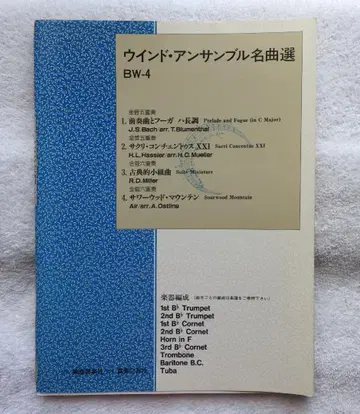 ウインド・アンサンブル名曲選
BW-4
金管五重奏
1. 前奏曲とフーガ ハ長調 Prelude and Fugue (in C Major)
J.S.Bach/arr.T.Blumenthal
金管五重奏
2. サクリ・コンチェントゥス XXI Sacri Concentus XXI
H.L.Hassler/arr.H.C.Mueller
金管六重奏
3. 古典的小組曲 Suite Miniature
R.D.Miller
金管六重奏
4. サワーウッド・マウンテン Sourwood Mountain
Air/arr.A.Ostling
楽器編成
1st B♭ Trumpet
2nd B♭ Trumpet
1st B♭ Cornet
2nd B♭ Cornet
Horn in F
3rd B♭ Cornet
Trombone
Baritone B.C.
Tuba